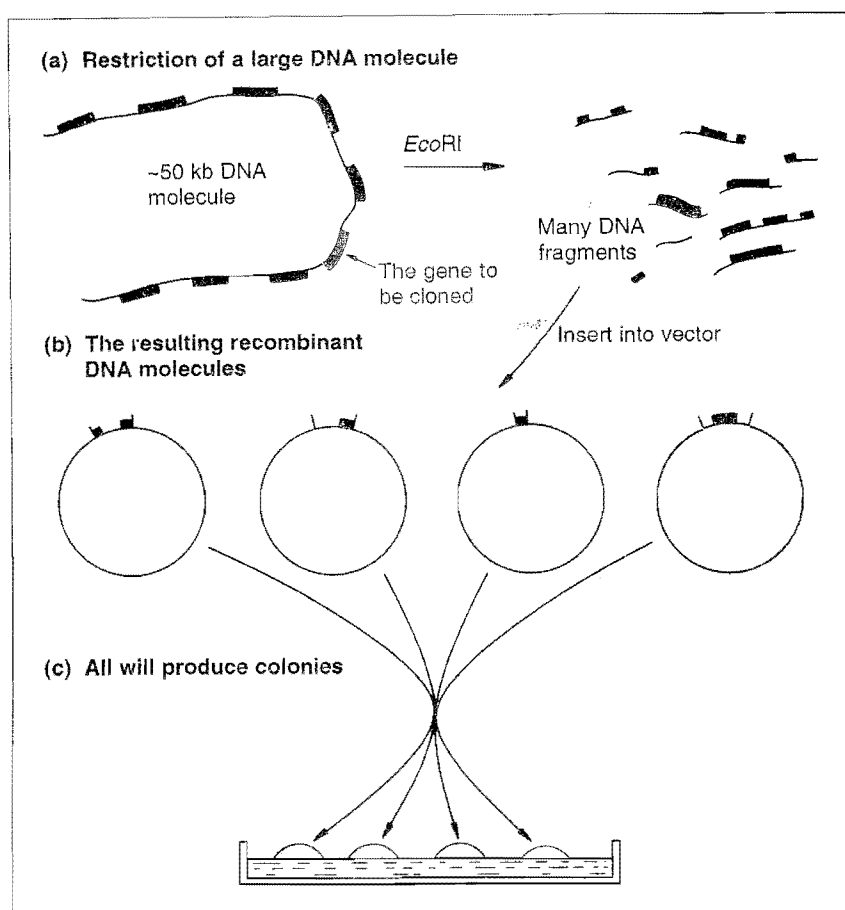 (a) Restriction of a large DNA molecule
~50 kb DNA
molecule
EcoRI
Many DNA
fragments
The gene to
be cloned
Insert into vector
(b) The resulting recombinant
DNA molecules
(c) All will produce colonies